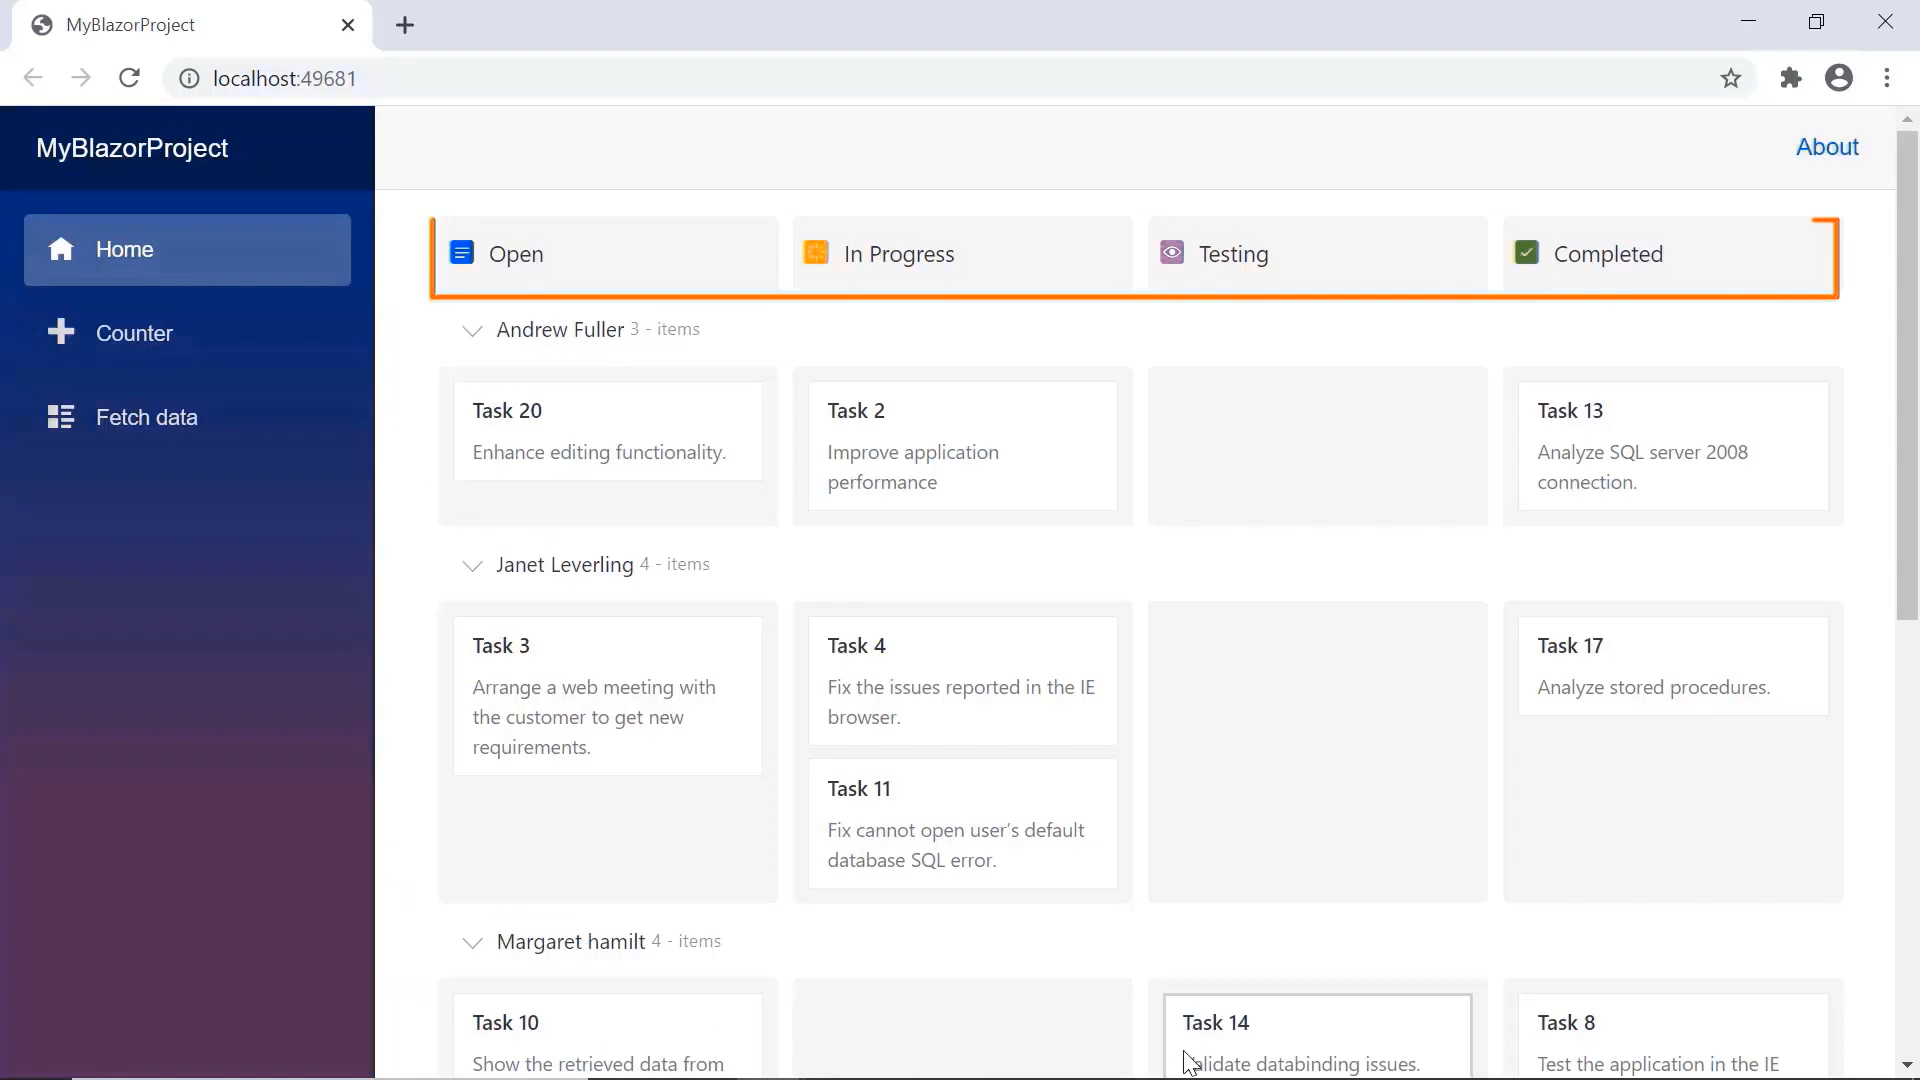 MyBlazorProject
localhost:49681
MyBlazorProject
About
Home
Counter
Fetch data
Open
In Progress
Testing
Completed
Andrew Fuller 3 - items
Task 20
Enhance editing functionality.
Task 2
Improve application
performance
Task 13
Analyze SQL server 2008
connection.
Janet Leverling 4 - items
Task 3
Arrange a web meeting with
the customer to get new
requirements.
Task 4
Fix the issues reported in the IE
browser.
Task 11
Fix cannot open user's default
database SQL error.
Task 17
Analyze stored procedures.
Margaret hamilt 4 - items
Task 10
Show the retrieved data from
Task 14
databinding issues.
Task 8
Test the application in the IE